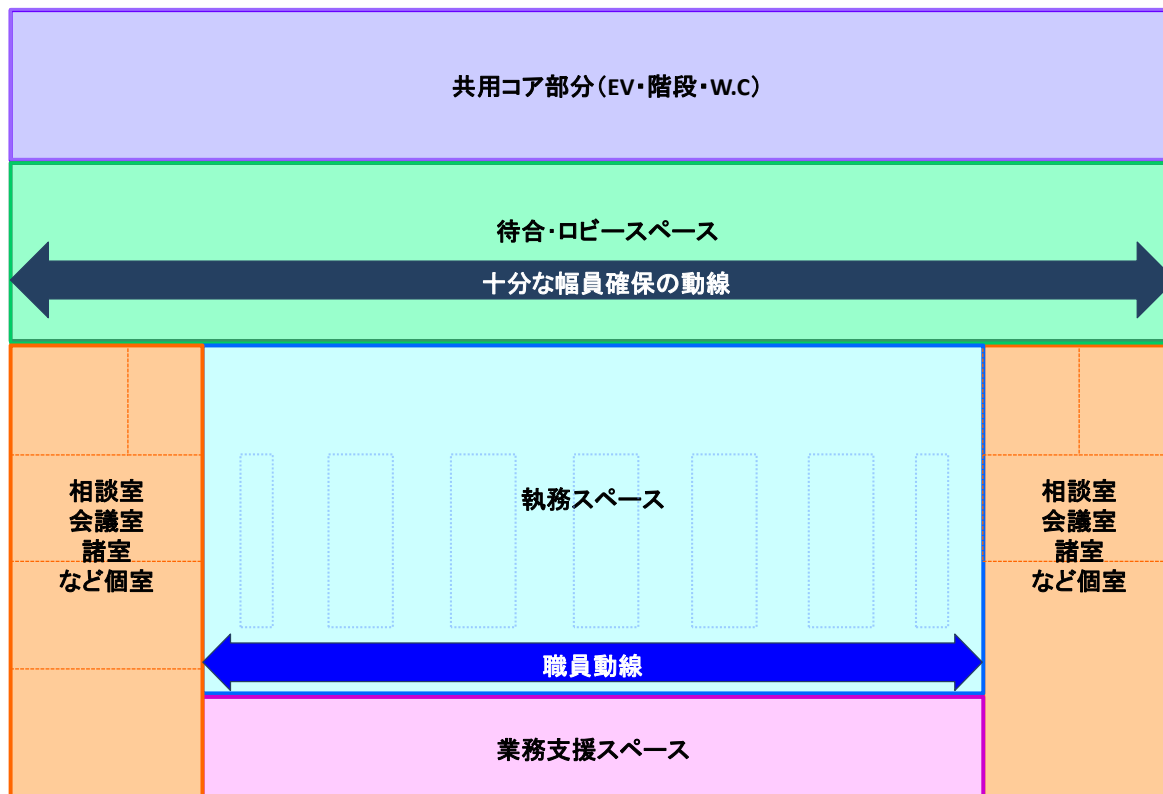 共用コア部分(EV・階段・W.C)
待合・ロビースペース
十分な幅員確保の動線
相談室
会議室
諸室
など個室
執務スペース
相談室
会議室
諸室
など個室
職員動線
業務支援スペース